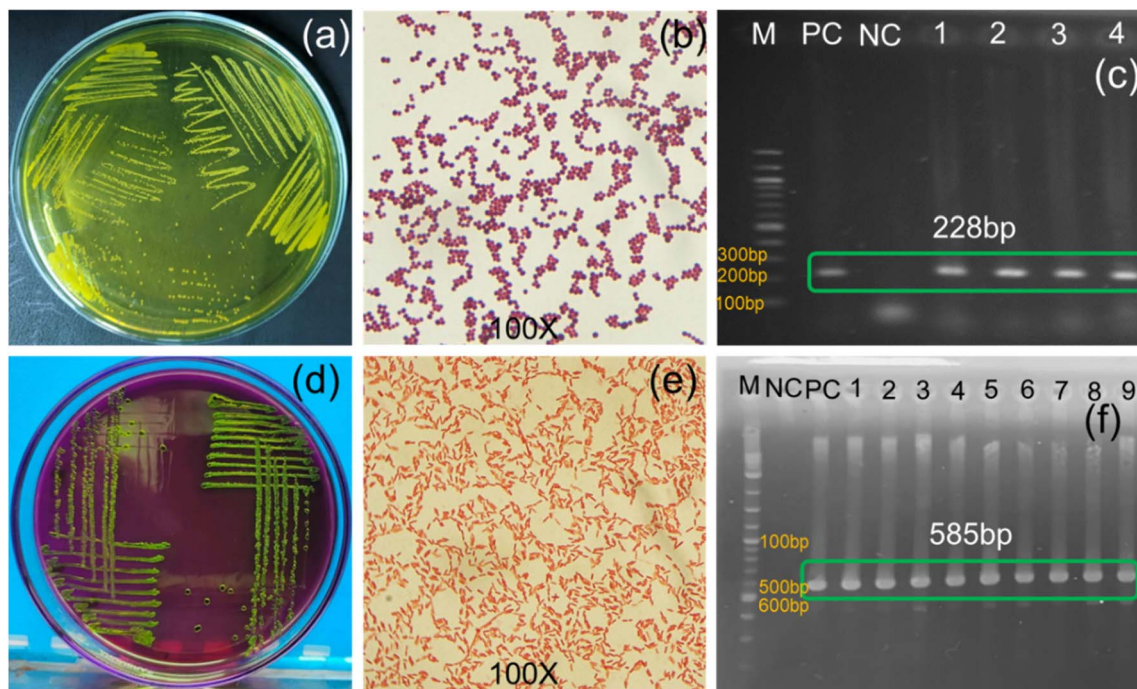 (a)
(b)
100X
M PC NC 1 2 3 4
(c)
228bp
300bp
200bp
100bp
(d)
(e)
100X
M NC PC 1 2 3 4 5 6 7 8 9
(f)
100bp
585bp
500bp
600bp